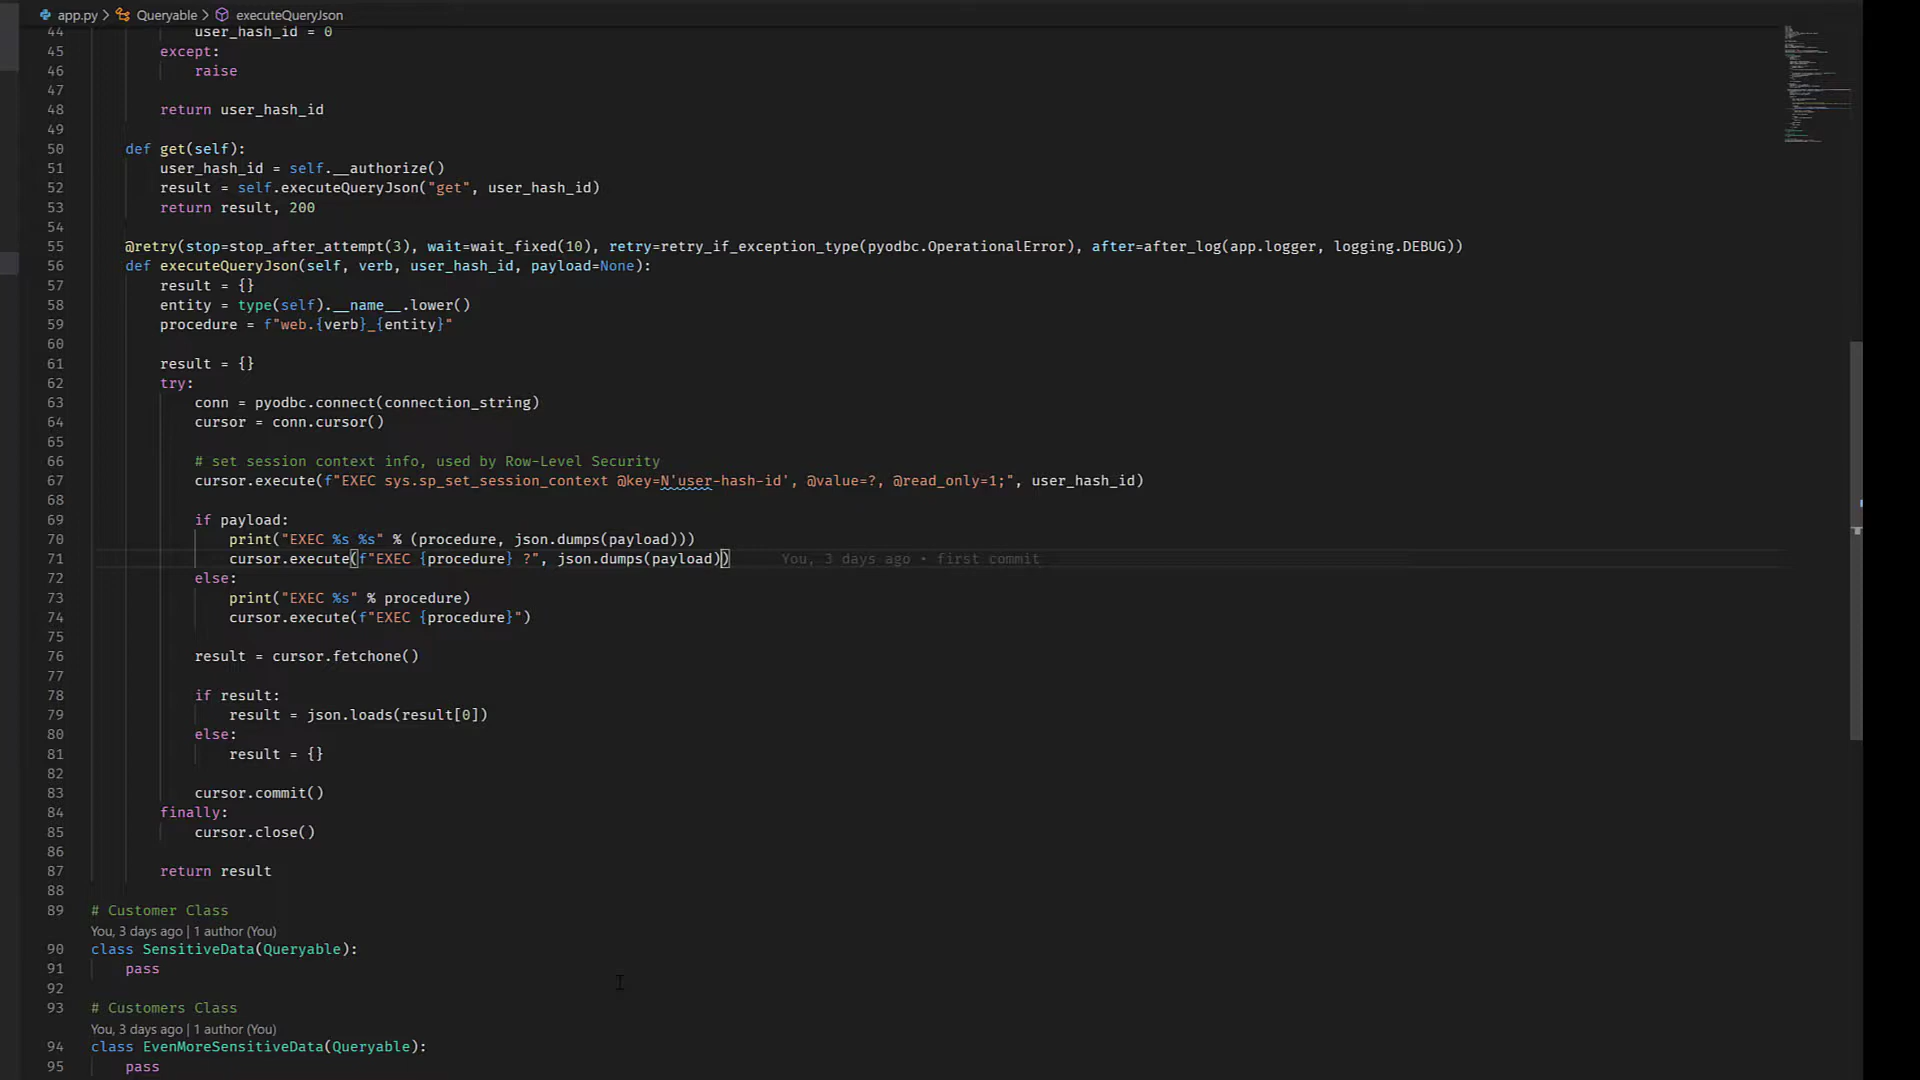 app.py > Queryable > executeQueryJson
44 user_hash_id = 0
45 except:
46 raise
47
48 return user_hash_id
49
50 def get(self):
51 user_hash_id = self.__authorize()
52 result = self.executeQueryJson("get", user_hash_id)
53 return result, 200
54
55 @retry(stop=stop_after_attempt(3), wait=wait_fixed(10), retry=retry_if_exception_type(pyodbc.OperationalError), after=after_log(app.logger, logging.DEBUG))
56 def executeQueryJson(self, verb, user_hash_id, payload=None):
57 result = {}
58 entity = type(self).__name__.lower()
59 procedure = f"web.{verb}_{entity}"
60
61 result = {}
62 try:
63 conn = pyodbc.connect(connection_string)
64 cursor = conn.cursor()
65
66 # set session context info, used by Row-Level Security
67 cursor.execute(f"EXEC sys.sp_set_session_context @key=N'user-hash-id', @value=?, @read_only=1;", user_hash_id)
68
69 if payload:
70 print("EXEC %s %s" % (procedure, json.dumps(payload)))
71 cursor.execute(f"EXEC {procedure} ?", json.dumps(payload)) You, 3 days ago • first commit
72 else:
73 print("EXEC %s" % procedure)
74 cursor.execute(f"EXEC {procedure}")
75
76 result = cursor.fetchone()
77
78 if result:
79 result = json.loads(result[0])
80 else:
81 result = {}
82
83 cursor.commit()
84 finally:
85 cursor.close()
86
87 return result
88
89 # Customer Class
You, 3 days ago | 1 author (You)
90 class SensitiveData(Queryable):
91 pass
92
93 # Customers Class
You, 3 days ago | 1 author (You)
94 class EvenMoreSensitiveData(Queryable):
95 pass